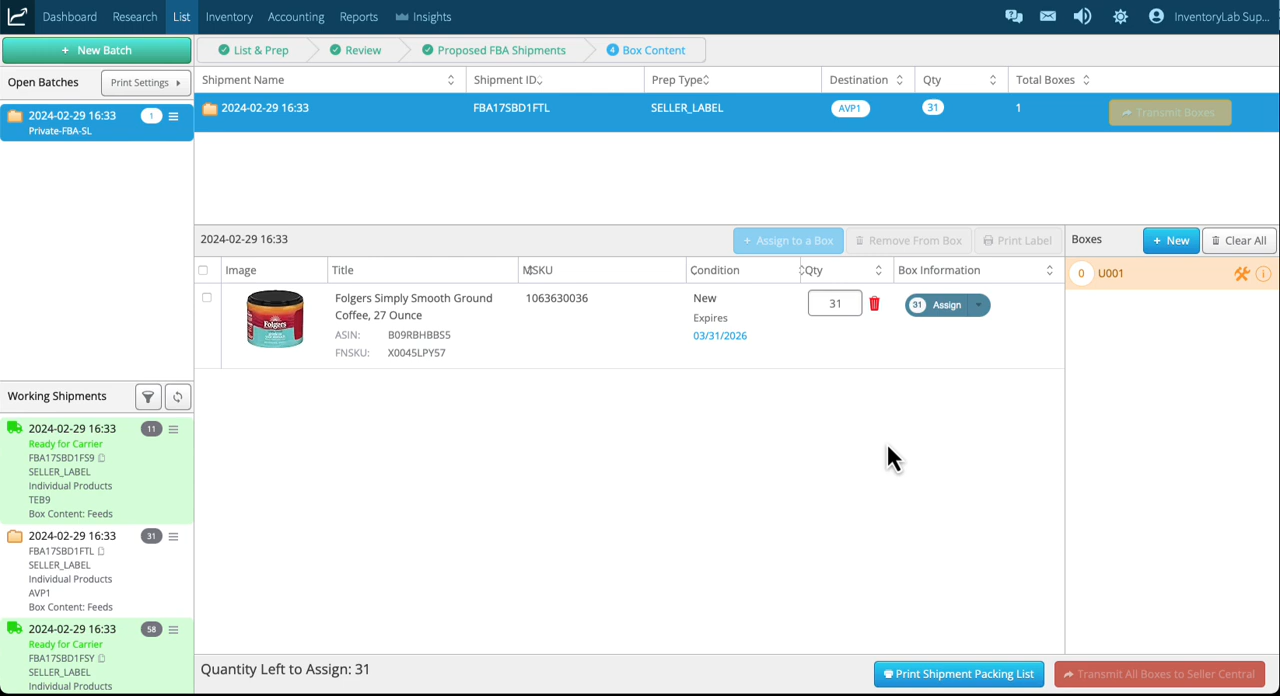 Dashboard Research List Inventory Accounting Reports Insights InventoryLab Sup...
+ New Batch
List & Prep Review Proposed FBA Shipments 4 Box Content
Open Batches Print Settings
Shipment Name Shipment ID Prep Type Destination Qty Total Boxes
2024-02-29 16:33 1
Private-FBA-SL
2024-02-29 16:33 FBA17SBD1FTL SELLER_LABEL AVP1 31 1 Transmit Boxes
2024-02-29 16:33 + Assign to a Box Remove From Box Print Label Boxes + New Clear All
Image Title MSKU Condition Qty Box Information
0 U001
Folgers Simply Smooth Ground
Coffee, 27 Ounce
ASIN: B09RBHBBS5
FNSKU: X0045LPY57
1063630036
New
Expires
03/31/2026
31
31 Assign
Folgers
Working Shipments
2024-02-29 16:33 11
Ready for Carrier
FBA17SBD1FS9
SELLER_LABEL
Individual Products
TEB9
Box Content: Feeds
2024-02-29 16:33 31
FBA17SBD1FTL
SELLER_LABEL
Individual Products
AVP1
Box Content: Feeds
2024-02-29 16:33 58
Ready for Carrier
FBA17SBD1FSY
SELLER_LABEL
Individual Products
Quantity Left to Assign: 31
Print Shipment Packing List Transmit All Boxes to Seller Central